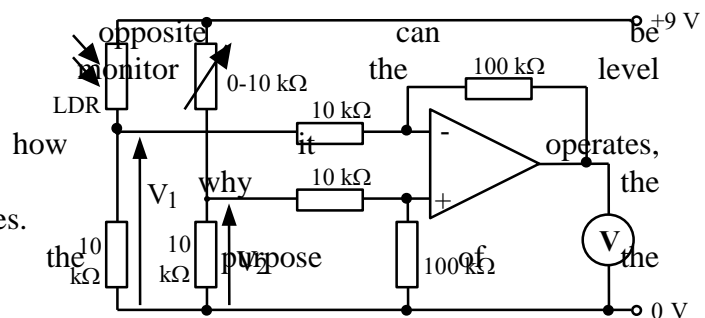 opposite can be +9 V
monitor the level
0-10 kΩ 100 kΩ
LDR 10 kΩ
how it operates,
-
10 kΩ
V1 why the
+
es.
V
10 kΩ 10 kΩ
the purpose of the
V2 100 kΩ
0 V